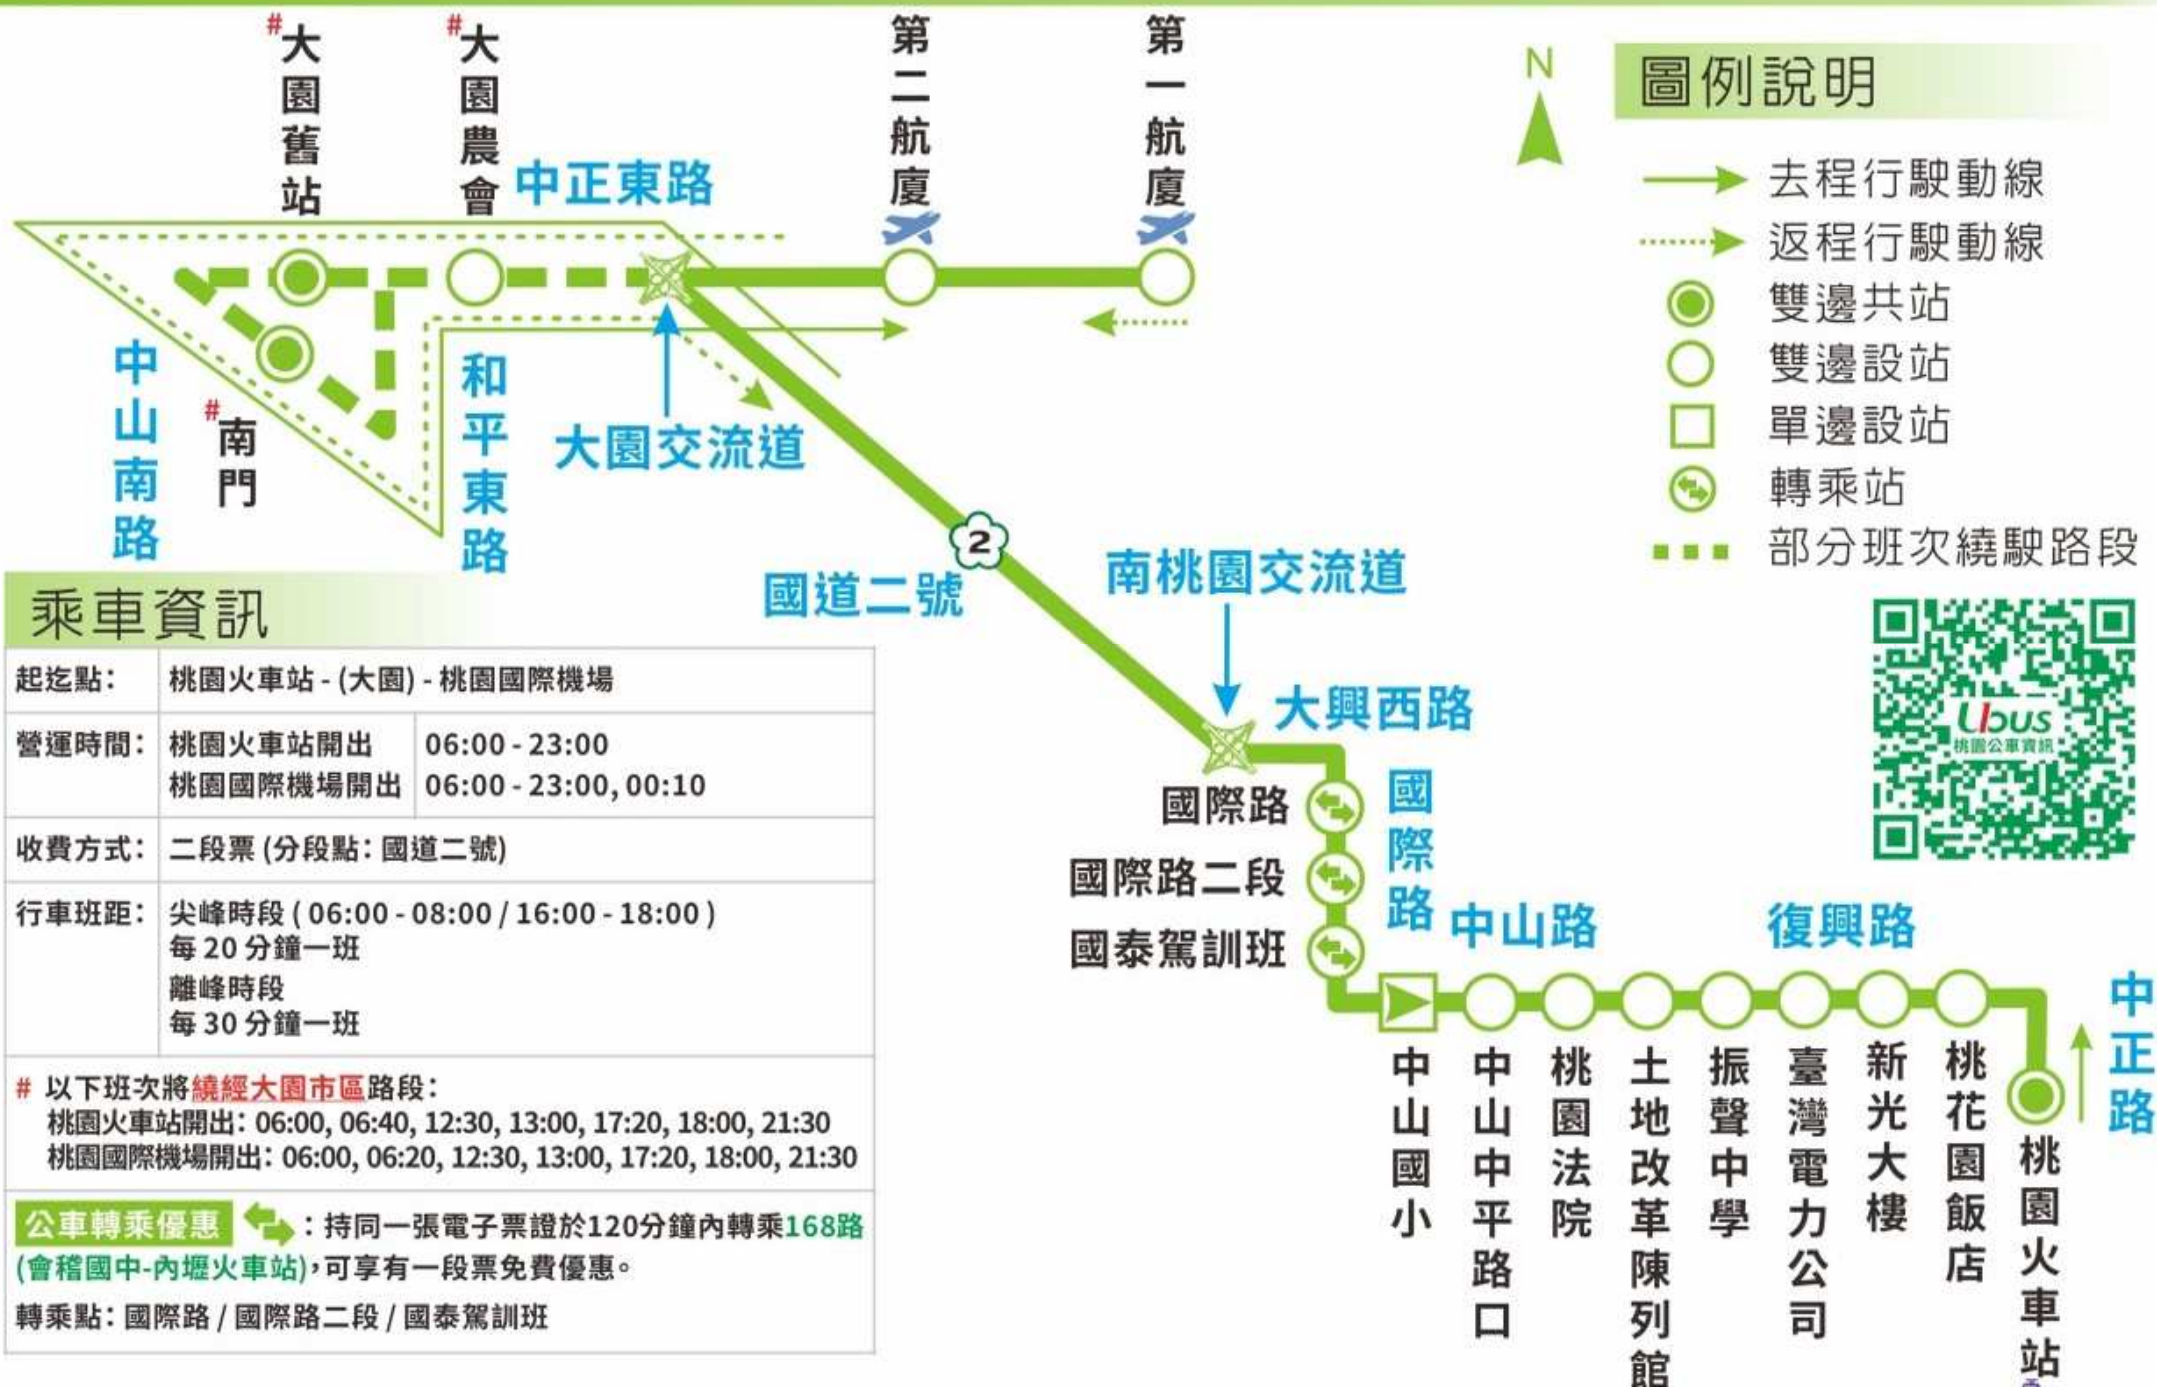 #大園舊站
#大園農會
第二航廈
第一航廈
N
中正東路
中山南路
#南門
和平東路
大園交流道
2
國道二號
南桃園交流道
大興西路
國際路
國際路
國際路二段
國泰駕訓班
中山路
復興路
中正路
中山國小
中山中平路口
桃園法院
土地改革陳列館
振聲中學
臺灣電力公司
新光大樓
桃花園飯店
桃園火車站
圖例說明
去程行駛動線
返程行駛動線
雙邊共站
雙邊設站
單邊設站
轉乘站
部分班次繞駛路段
Ubus
桃園公車資訊
乘車資訊
起迄點: 桃園火車站 - (大園) - 桃園國際機場
營運時間: 桃園火車站開出 06:00 - 23:00
桃園國際機場開出 06:00 - 23:00, 00:10
收費方式: 二段票 (分段點: 國道二號)
行車班距: 尖峰時段 ( 06:00 - 08:00 / 16:00 - 18:00 )
每 20 分鐘一班
離峰時段
每 30 分鐘一班
# 以下班次將繞經大園市區路段:
桃園火車站開出: 06:00, 06:40, 12:30, 13:00, 17:20, 18:00, 21:30
桃園國際機場開出: 06:00, 06:20, 12:30, 13:00, 17:20, 18:00, 21:30
公車轉乘優惠 : 持同一張電子票證於120分鐘內轉乘168路
(會稽國中-內壢火車站),可享有一段票免費優惠。
轉乘點: 國際路 / 國際路二段 / 國泰駕訓班